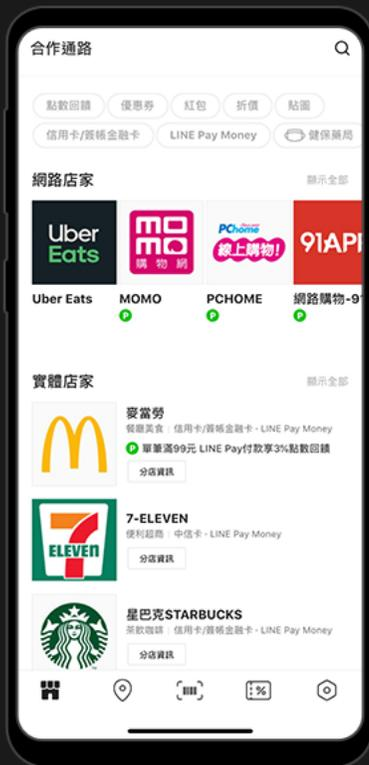 合作通路
點數回饋 優惠券 紅包 折價 貼圖
信用卡/簽帳金融卡 LINE Pay Money 健保藥局
網路店家 顯示全部
Uber Eats
momo 購物網
PChome 線上購物!
91API
Uber Eats MOMO PCHOME 網路購物-91
P P P
實體店家 顯示全部
麥當勞
餐廳美食 | 信用卡/簽帳金融卡・LINE Pay Money
P 單筆滿99元 LINE Pay付款享3%點數回饋
分店資訊
7-ELEVEN
7-ELEVEN
便利超商 | 中信卡・LINE Pay Money
分店資訊
星巴克STARBUCKS
茶飲咖啡 | 信用卡/簽帳金融卡・LINE Pay Money
分店資訊
%